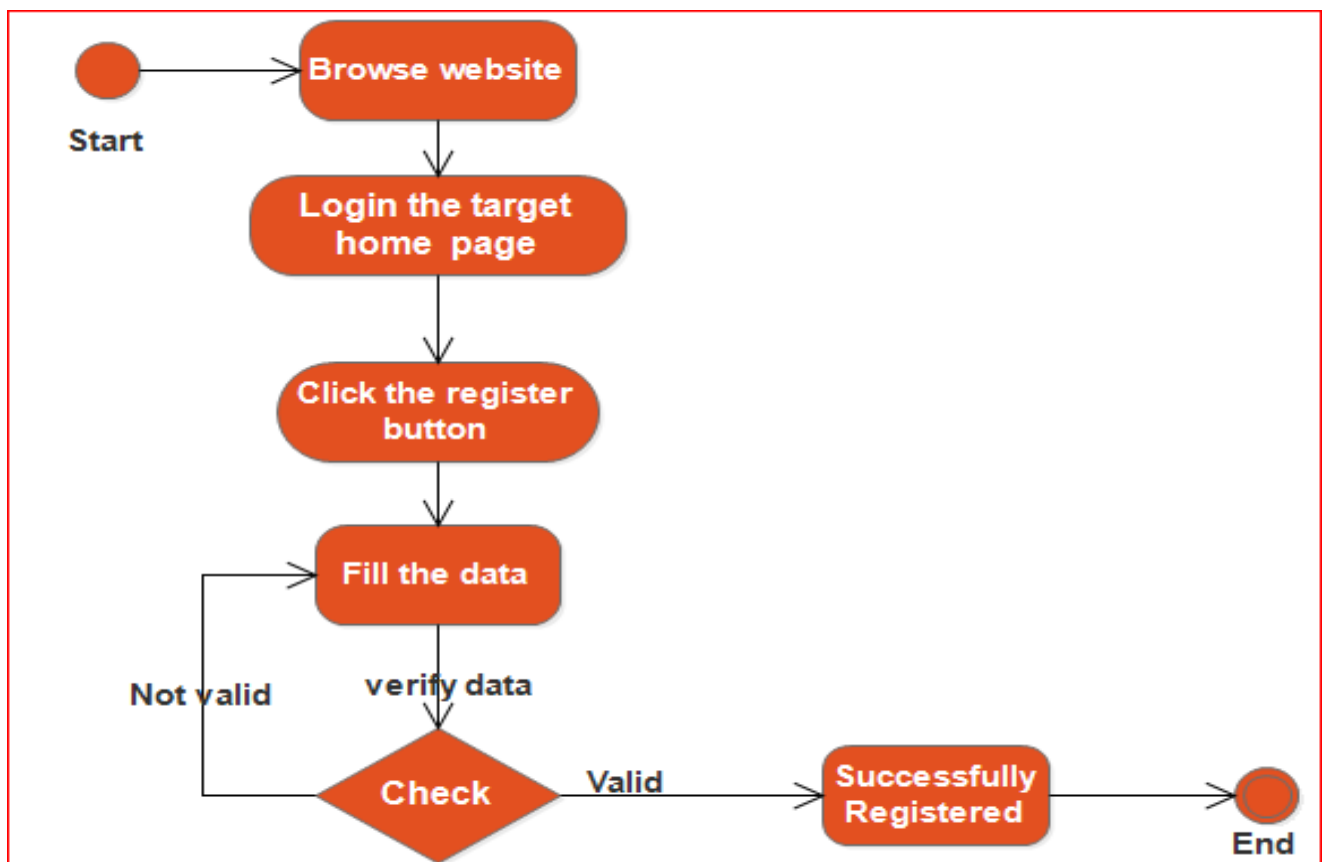 Browse website
Start
Login the target
home page
Click the register
button
Fill the data
Not valid
verify data
Check
Valid
Successfully
Registered
End